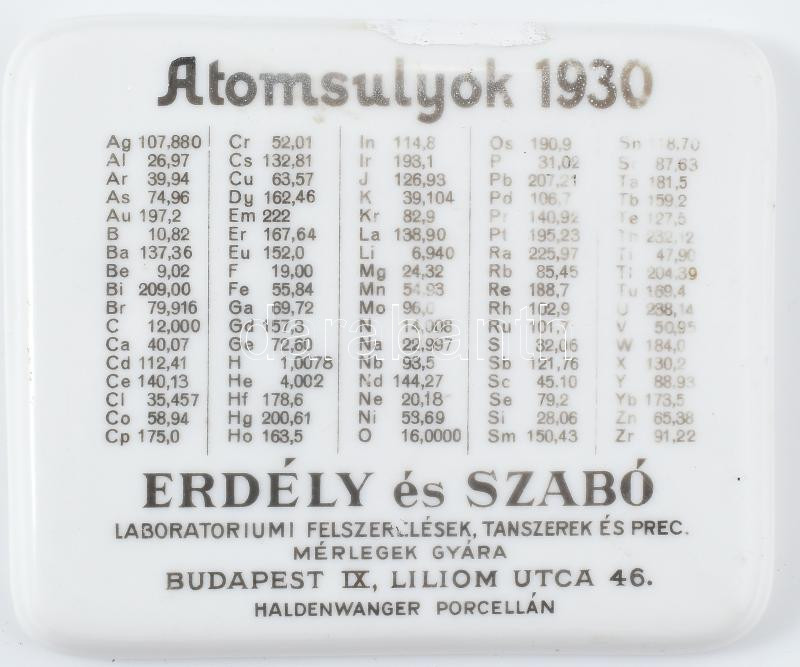 Atomsulyok 1930
Ag 107,880 Cr 52,01 In 114,8 Os 190,9 Sn 118.70
Al 26,97 Cs 132,81 Ir 193,1 P 31,02 Sr 87,63
Ar 39,94 Cu 63,57 J 126,93 Pb 207,21 Ta 181,5
As 74,96 Dy 162,46 K 39,104 Pd 106,7 Tb 159,2
Au 197,2 Em 222 Kr 82,9 Pr 140,92 Te 127,5
B 10,82 Er 167,64 La 138,90 Pt 195,23 Th 232,12
Ba 137,36 Eu 152,0 Li 6,940 Ra 225,97 Ti 47,90
Be 9,02 F 19,00 Mg 24,32 Rb 85,45 Tl 204.39
Bi 209,00 Fe 55,84 Mn 54,93 Re 188,7 Tu 169,4
Br 79,916 Ga 69,72 Mo 96,0 Rh 102,9 U 238,14
C 12,000 Gd 157,3 N 14,008 Ru 101,7 V 50,95
Ca 40,07 Ge 72,60 Na 22,997 S 32,06 W 184,0
Cd 112,41 H 1,0078 Nb 93,5 Sb 121,76 X 130,2
Ce 140,13 He 4,002 Nd 144,27 Sc 45.10 Y 88.93
Cl 35,457 Hf 178,6 Ne 20,18 Se 79,2 Yb 173,5
Co 58,94 Hg 200,61 Ni 53,69 Si 28,06 Zn 65,38
Cp 175,0 Ho 163,5 O 16,0000 Sm 150,43 Zr 91,22
darabanth
ERDÉLY és SZABÓ
LABORATORIUMI FELSZERELÉSEK, TANSZEREK ÉS PREC.
MÉRLEGEK GYÁRA
BUDAPEST IX, LILIOM UTCA 46.
HALDENWANGER PORCELLÁN